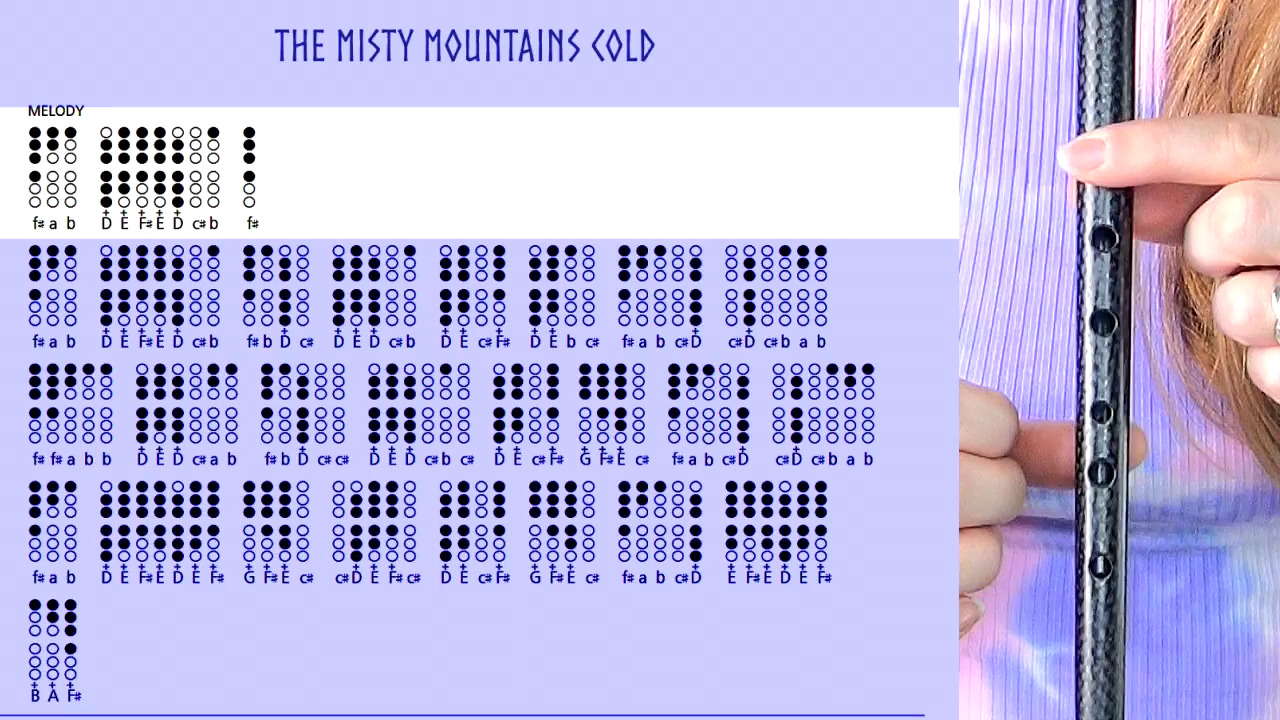 THE MISTY MOUNTAINS COLD
MELODY
f# a b D E F# E D c# b f#
f# a b D E F# E D c# b f# b D c# D E D c# b D E c# F# D E b c# f# a b c# D c# D c# b a b
f# f# a b b D E D c# a b f# b D c# c# D E D c# b c# D E c# F# G F# E c# f# a b c# D c# D c# b a b
f# a b D E F# E D E F# G F# E c# c# D E F# c# D E c# F# G F# E c# f# a b c# D E F# E D E F#
B A F#